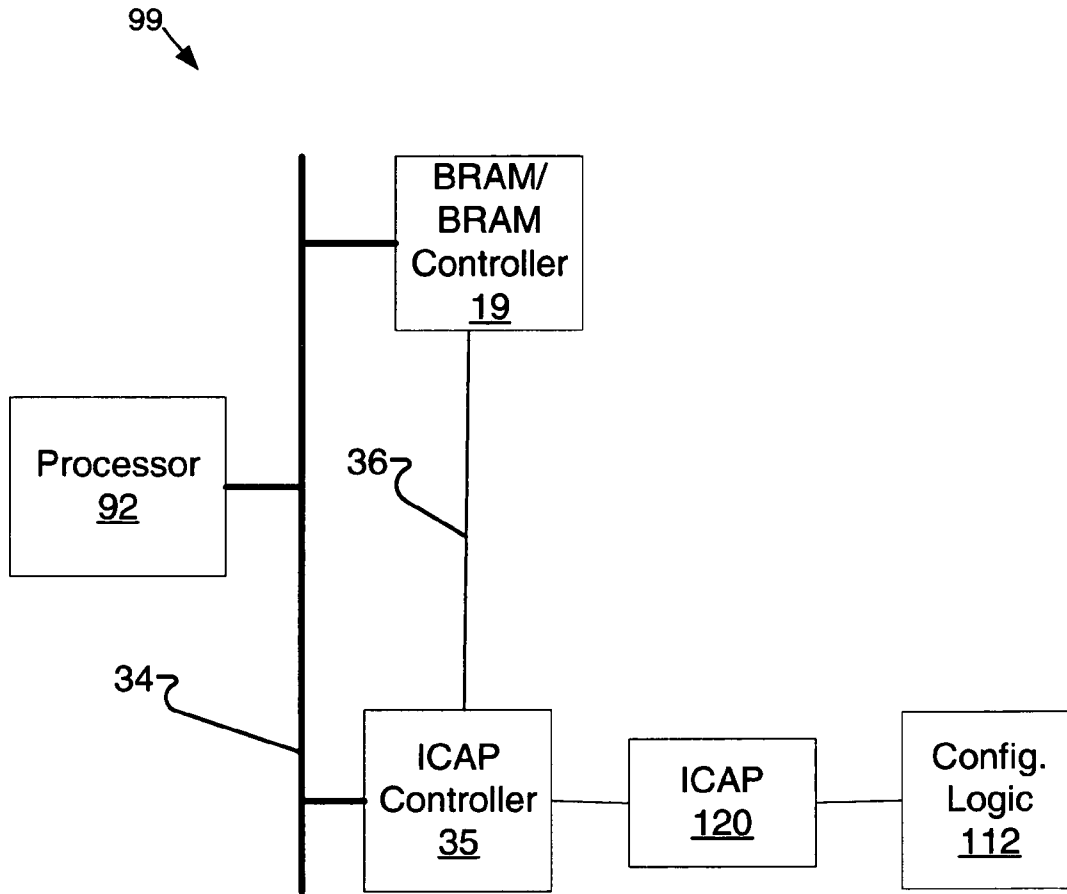 99
BRAM/
BRAM
Controller
19
Processor
92
36
34
ICAP
Controller
35
ICAP
120
Config.
Logic
112